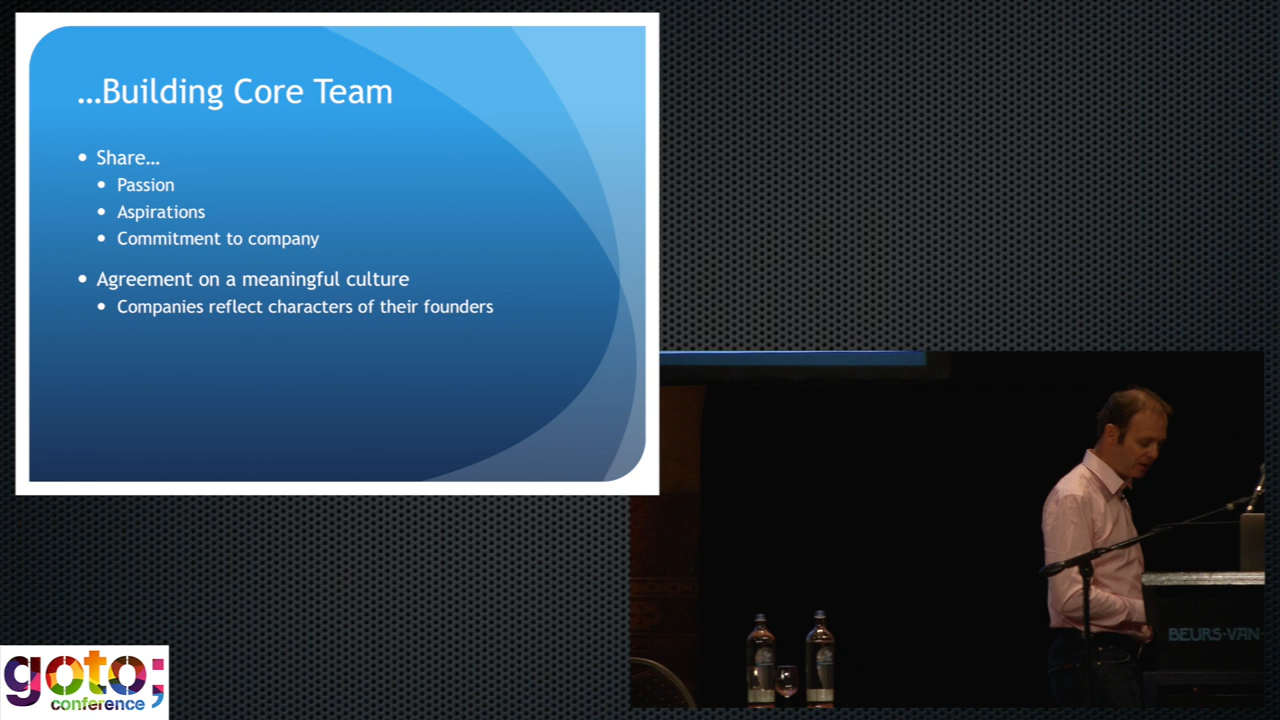 …Building Core Team
• Share…
• Passion
• Aspirations
• Commitment to company
• Agreement on a meaningful culture
• Companies reflect characters of their founders
BEURS-VAN-
goto;
conference